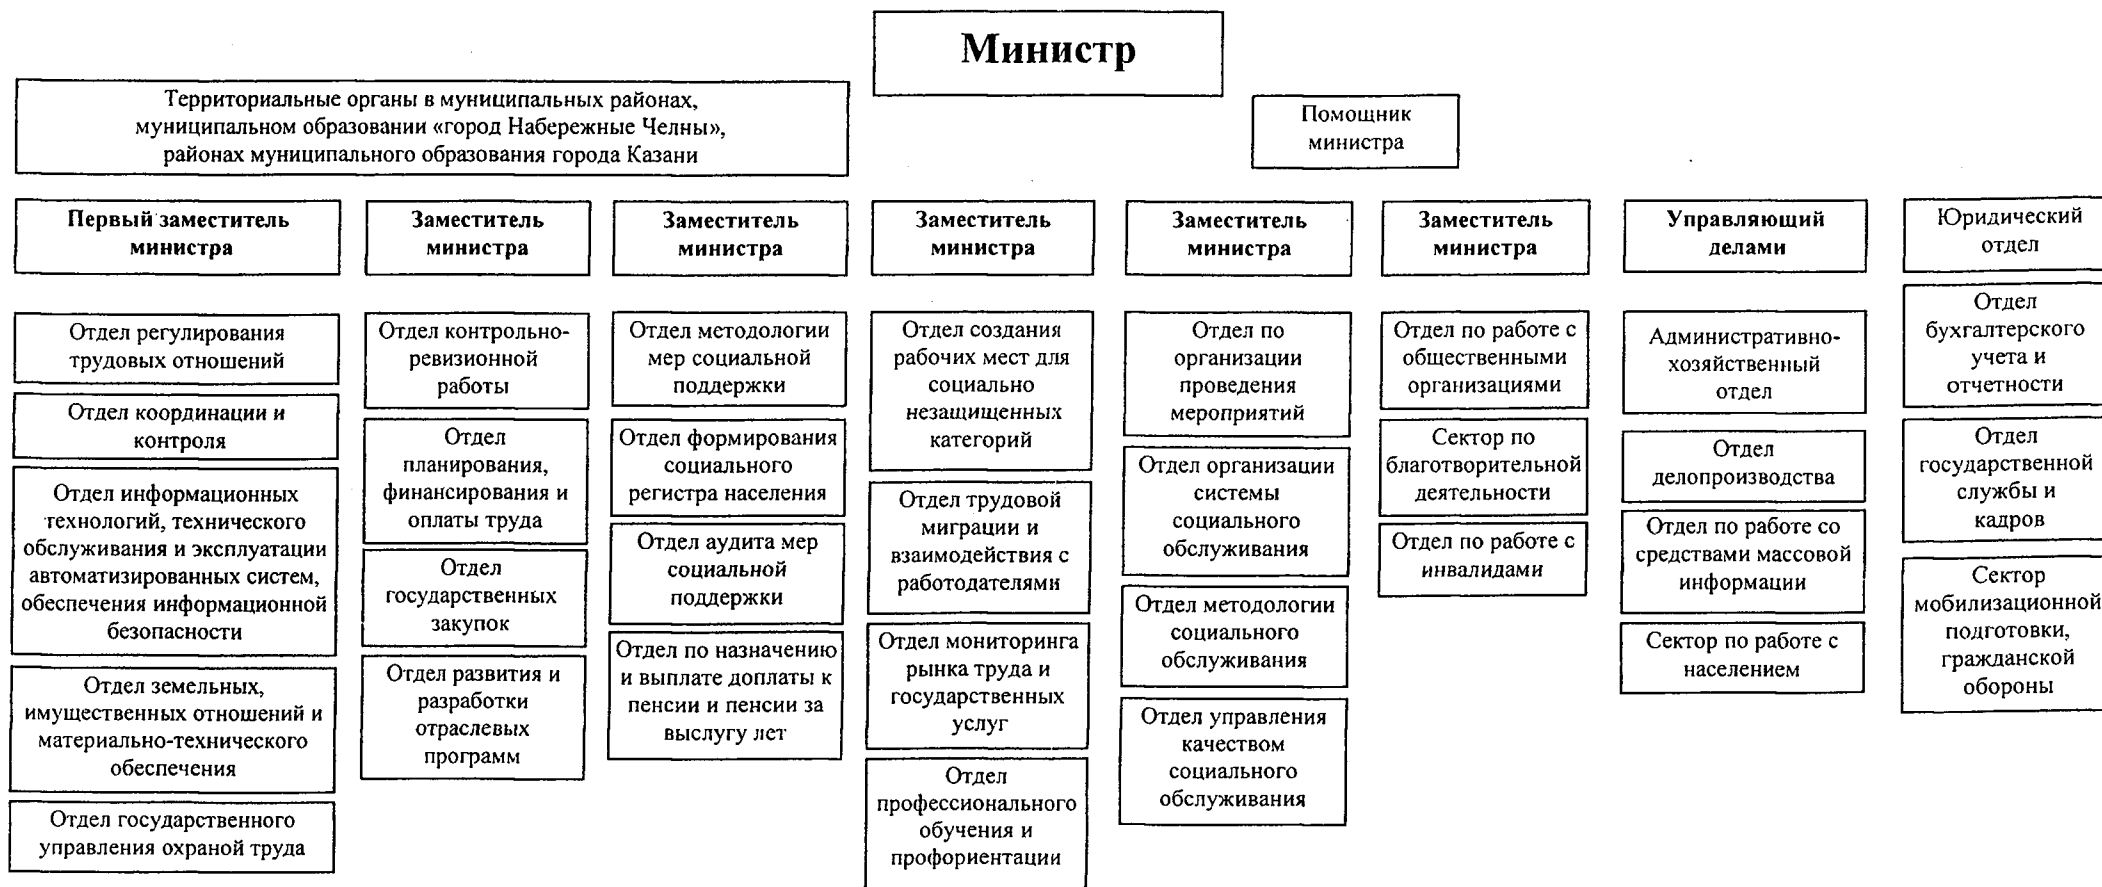 Министр
Территориальные органы в муниципальных районах,
муниципальном образовании «город Набережные Челны»,
районах муниципального образования города Казани
Помощник
министра
Первый заместитель
министра
Заместитель
министра
Заместитель
министра
Заместитель
министра
Заместитель
министра
Заместитель
министра
Управляющий
делами
Юридический
отдел
Отдел регулирования
трудовых отношений
Отдел координации и
контроля
Отдел информационных
технологий, технического
обслуживания и эксплуатации
автоматизированных систем,
обеспечения информационной
безопасности
Отдел земельных,
имущественных отношений и
материально-технического
обеспечения
Отдел государственного
управления охраной труда
Отдел контрольно-
ревизионной
работы
Отдел
планирования,
финансирования и
оплаты труда
Отдел
государственных
закупок
Отдел развития и
разработки
отраслевых
программ
Отдел методологии
мер социальной
поддержки
Отдел формирования
социального
регистра населения
Отдел аудита мер
социальной
поддержки
Отдел по назначению
и выплате доплаты к
пенсии и пенсии за
выслугу лет
Отдел создания
рабочих мест для
социально
незащищенных
категорий
Отдел трудовой
миграции и
взаимодействия с
работодателями
Отдел мониторинга
рынка труда и
государственных
услуг
Отдел
профессионального
обучения и
профориентации
Отдел по
организации
проведения
мероприятий
Отдел организации
системы
социального
обслуживания
Отдел методологии
социального
обслуживания
Отдел управления
качеством
социального
обслуживания
Отдел по работе с
общественными
организациями
Сектор по
благотворительной
деятельности
Отдел по работе с
инвалидами
Административно-
хозяйственный
отдел
Отдел
делопроизводства
Отдел по работе со
средствами массовой
информации
Сектор по работе с
населением
Отдел
бухгалтерского
учета и
отчетности
Отдел
государственной
службы и
кадров
Сектор
мобилизационной
подготовки,
гражданской
обороны